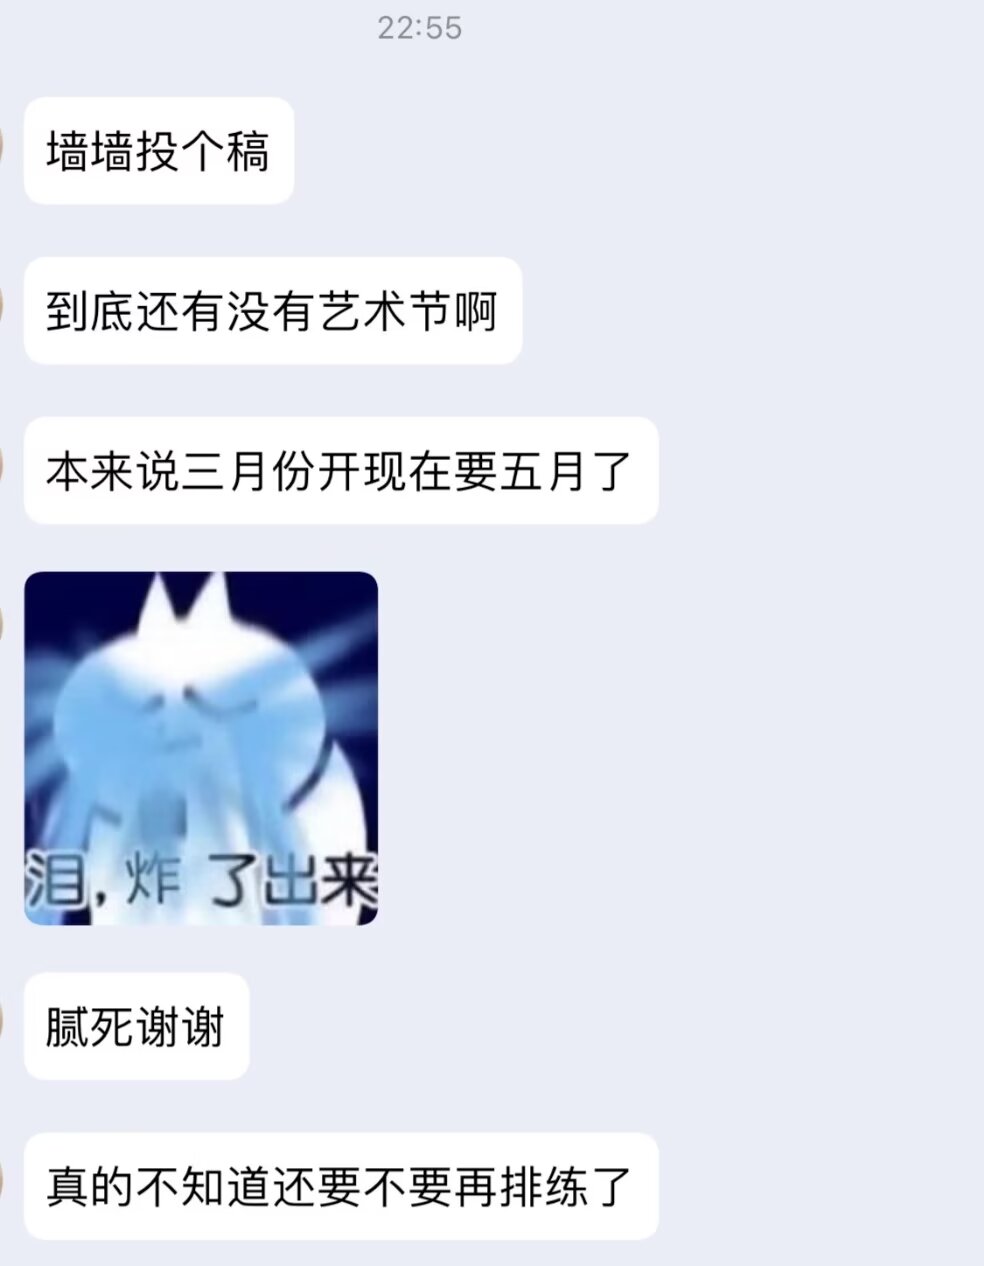 22:55
墙墙投个稿
到底还有没有艺术节啊
本来说三月份开现在要五月了
泪,炸了出来
腻死谢谢
真的不知道还要不要再排练了